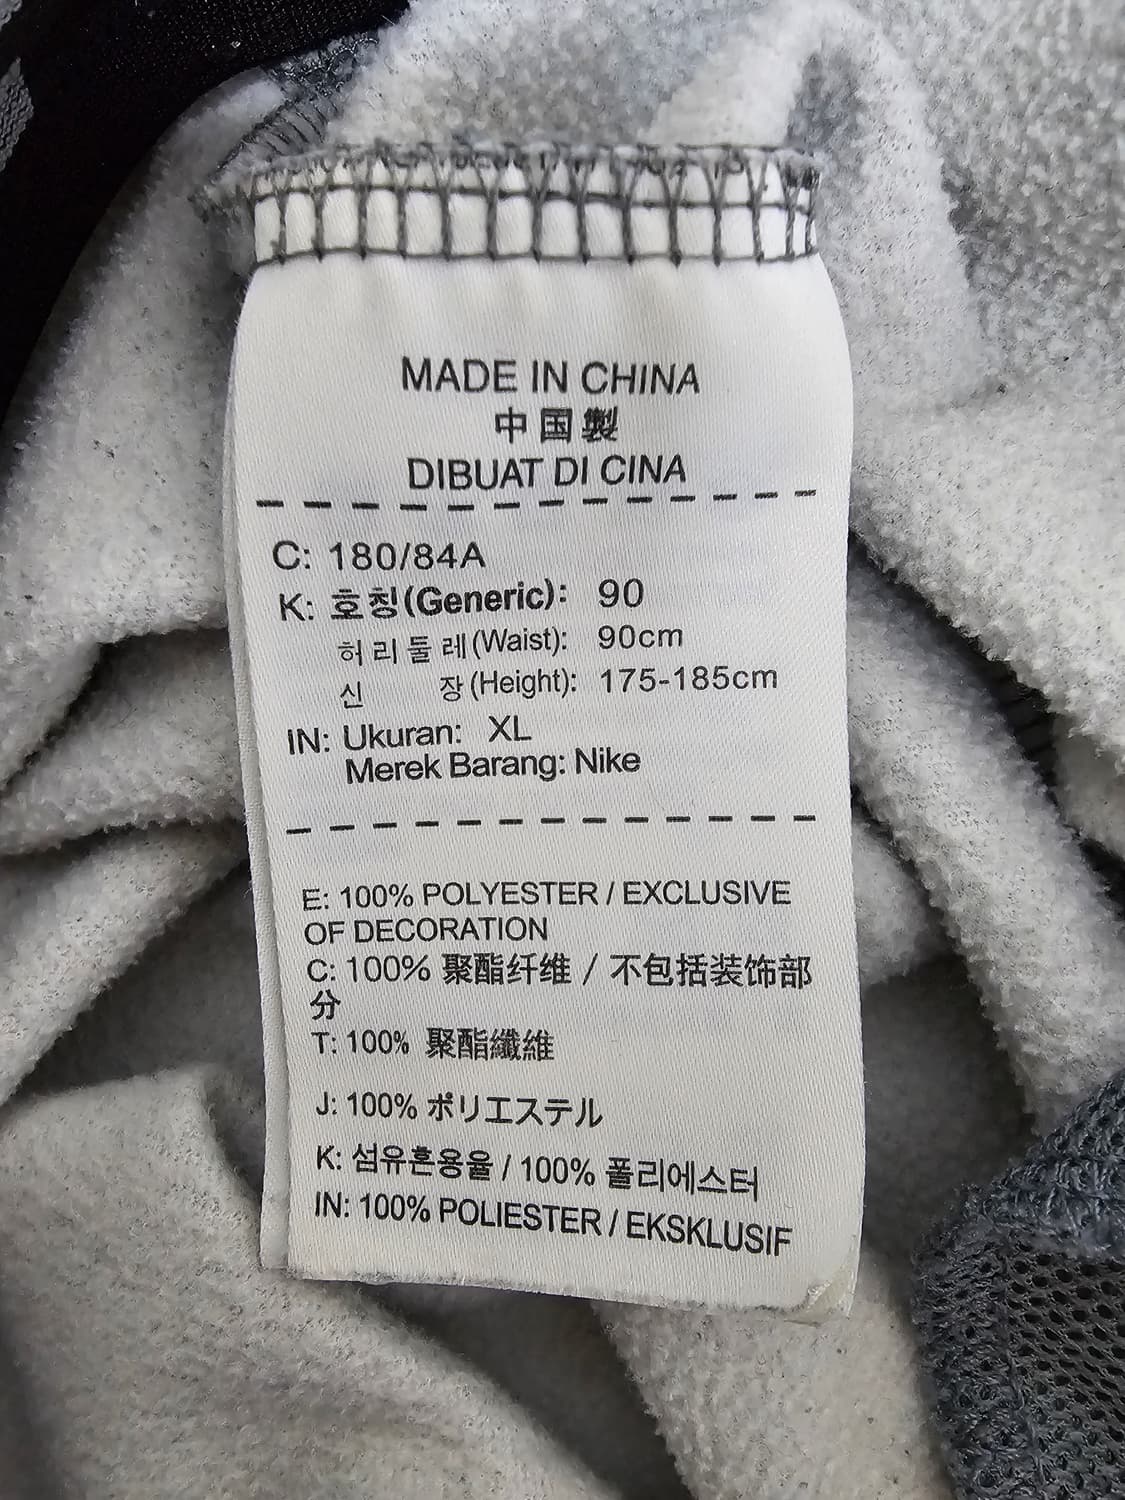 MADE IN CHINA
中国製
DIBUAT DI CINA
C: 180/84A
K: 호칭(Generic): 90
허리둘레(Waist): 90cm
신 장(Height): 175-185cm
IN: Ukuran: XL
Merek Barang: Nike
E: 100% POLYESTER / EXCLUSIVE
OF DECORATION
C: 100% 聚酯纤维 / 不包括装饰部
分
T: 100% 聚酯纖維
J: 100% ポリエステル
K: 섬유혼용율 / 100% 폴리에스터
IN: 100% POLIESTER / EKSKLUSIF